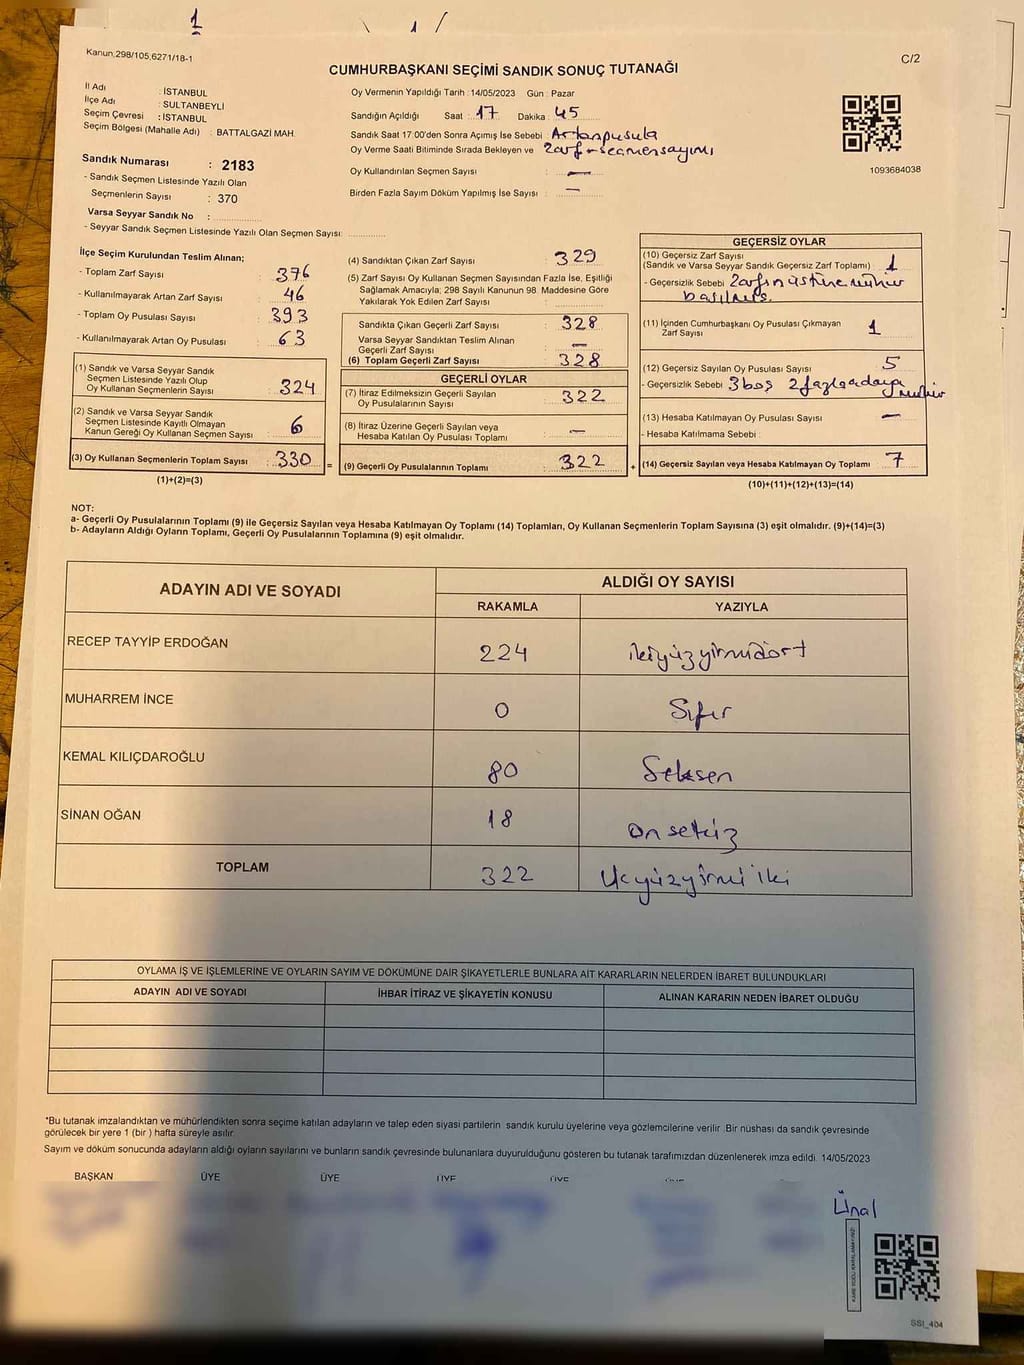 1
Kanun,298/105,6271/18-1
C/2
CUMHURBAŞKANI SEÇİMİ SANDIK SONUÇ TUTANAĞI
İl Adı : İSTANBUL
İlçe Adı : SULTANBEYLİ
Seçim Çevresi : İSTANBUL
Seçim Bölgesi (Mahalle Adı) : BATTALGAZİ MAH.
Sandık Numarası : 2183
- Sandık Seçmen Listesinde Yazılı Olan
Seçmenlerin Sayısı : 370
Varsa Seyyar Sandık No :
- Seyyar Sandık Seçmen Listesinde Yazılı Olan Seçmen Sayısı:
Oy Vermenin Yapıldığı Tarih :14/05/2023 Gün : Pazar
Sandığın Açıldığı Saat : 17 Dakika : 45
Sandık Saat 17:00'den Sonra Açımış İse Sebebi : Artan pusula
Oy Verme Saati Bitiminde Sırada Bekleyen ve zarf-seçmen sayımı
Oy Kullandırılan Seçmen Sayısı : —
Birden Fazla Sayım Döküm Yapılmış İse Sayısı : —
1093684038
İlçe Seçim Kurulundan Teslim Alınan;
- Toplam Zarf Sayısı : 376
- Kullanılmayarak Artan Zarf Sayısı : 46
- Toplam Oy Pusulası Sayısı : 393
- Kullanılmayarak Artan Oy Pusulası : 63
(1) Sandık ve Varsa Seyyar Sandık
Seçmen Listesinde Yazılı Olup
Oy Kullanan Seçmenlerin Sayısı : 324
(2) Sandık ve Varsa Seyyar Sandık
Seçmen Listesinde Kayıtlı Olmayan
Kanun Gereği Oy Kullanan Seçmen Sayısı : 6
(3) Oy Kullanan Seçmenlerin Toplam Sayısı : 330
(1)+(2)=(3)
(4) Sandıktan Çıkan Zarf Sayısı : 329
(5) Zarf Sayısı Oy Kullanan Seçmen Sayısından Fazla İse, Eşitliği
Sağlamak Amacıyla; 298 Sayılı Kanunun 98. Maddesine Göre
Yakılarak Yok Edilen Zarf Sayısı :
Sandıkta Çıkan Geçerli Zarf Sayısı : 328
Varsa Seyyar Sandıktan Teslim Alınan
Geçerli Zarf Sayısı : —
(6) Toplam Geçerli Zarf Sayısı : 328
GEÇERLİ OYLAR
(7) İtiraz Edilmeksizin Geçerli Sayılan
Oy Pusulalarının Sayısı : 322
(8) İtiraz Üzerine Geçerli Sayılan veya
Hesaba Katılan Oy Pusulası Toplamı : —
= (9) Geçerli Oy Pusulalarının Toplamı : 322
GEÇERSİZ OYLAR
(10) Geçersiz Zarf Sayısı
(Sandık ve Varsa Seyyar Sandık Geçersiz Zarf Toplamı) : 1
- Geçersizlik Sebebi : Zarfın üstüne mühür
basılmış.
(11) İçinden Cumhurbaşkanı Oy Pusulası Çıkmayan
Zarf Sayısı 1
(12) Geçersiz Sayılan Oy Pusulası Sayısı : 5
- Geçersizlik Sebebi : 3 boş 2 fazla adaya
mühür
(13) Hesaba Katılmayan Oy Pusulası Sayısı : —
- Hesaba Katılmama Sebebi :
+ (14) Geçersiz Sayılan veya Hesaba Katılmayan Oy Toplamı : 7
(10)+(11)+(12)+(13)=(14)
NOT:
a- Geçerli Oy Pusulalarının Toplamı (9) ile Geçersiz Sayılan veya Hesaba Katılmayan Oy Toplamı (14) Toplamları, Oy Kullanan Seçmenlerin Toplam Sayısına (3) eşit olmalıdır. (9)+(14)=(3)
b- Adayların Aldığı Oyların Toplamı, Geçerli Oy Pusulalarının Toplamına (9) eşit olmalıdır.
ADAYIN ADI VE SOYADI
ALDIĞI OY SAYISI
RAKAMLA YAZIYLA
RECEP TAYYİP ERDOĞAN 224 ikiyüzyirmidört
MUHARREM İNCE 0 Sıfır
KEMAL KILIÇDAROĞLU 80 Seksen
SİNAN OĞAN 18 on sekiz
TOPLAM 322 Üçyüzyirmi iki
OYLAMA İŞ VE İŞLEMLERİNE VE OYLARIN SAYIM VE DÖKÜMÜNE DAİR ŞİKAYETLERLE BUNLARA AİT KARARLARIN NELERDEN İBARET BULUNDUKLARI
ADAYIN ADI VE SOYADI İHBAR İTİRAZ VE ŞİKAYETİN KONUSU ALINAN KARARIN NEDEN İBARET OLDUĞU
*Bu tutanak imzalandıktan ve mühürlendikten sonra seçime katılan adayların ve talep eden siyasi partilerin sandık kurulu üyelerine veya gözlemcilerine verilir. Bir nüshası da sandık çevresinde
görülecek bir yere 1 (bir) hafta süreyle asılır.
Sayım ve döküm sonucunda adayların aldığı oyların sayılarını ve bunların sandık çevresinde bulunanlara duyurulduğunu gösteren bu tutanak tarafımızdan düzenlenerek imza edildi. 14/05/2023
BAŞKAN ÜYE ÜYE ÜYE ÜYE
Ünal
SSI_404